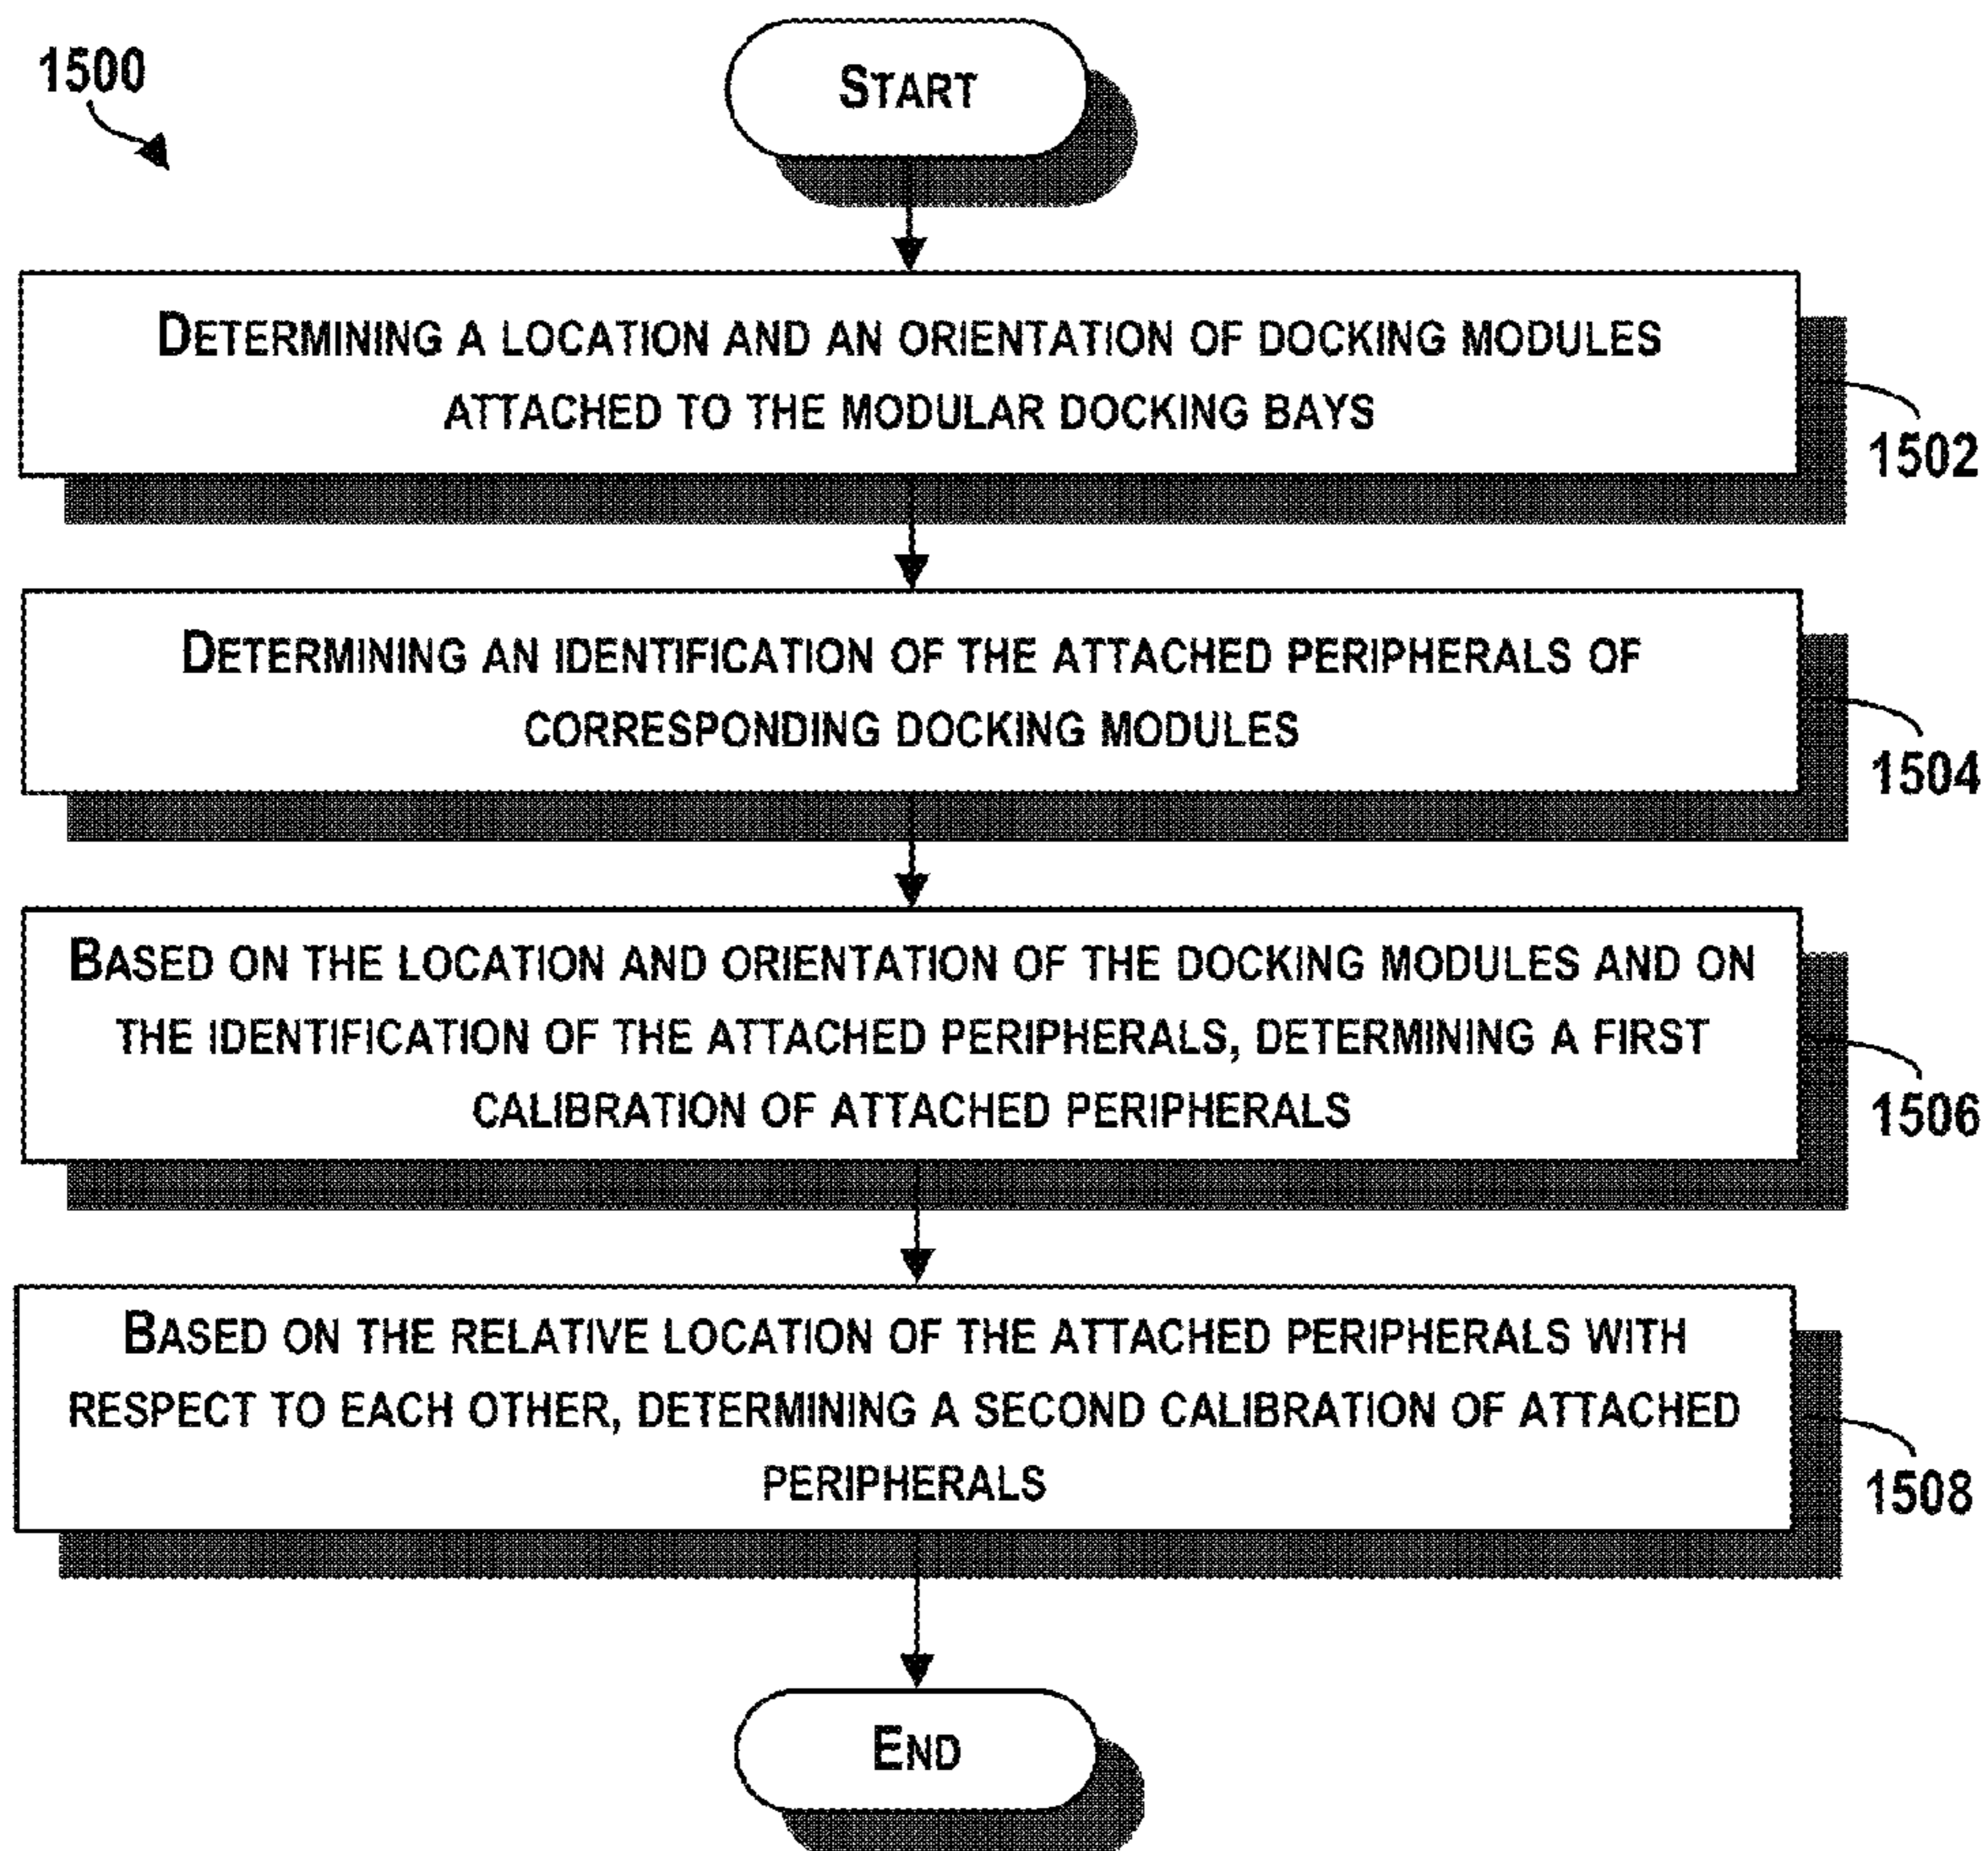 1500
START
DETERMINING A LOCATION AND AN ORIENTATION OF DOCKING MODULES
ATTACHED TO THE MODULAR DOCKING BAYS
1502
DETERMINING AN IDENTIFICATION OF THE ATTACHED PERIPHERALS OF
CORRESPONDING DOCKING MODULES
1504
BASED ON THE LOCATION AND ORIENTATION OF THE DOCKING MODULES AND ON
THE IDENTIFICATION OF THE ATTACHED PERIPHERALS, DETERMINING A FIRST
CALIBRATION OF ATTACHED PERIPHERALS
1506
BASED ON THE RELATIVE LOCATION OF THE ATTACHED PERIPHERALS WITH
RESPECT TO EACH OTHER, DETERMINING A SECOND CALIBRATION OF ATTACHED
PERIPHERALS
1508
END